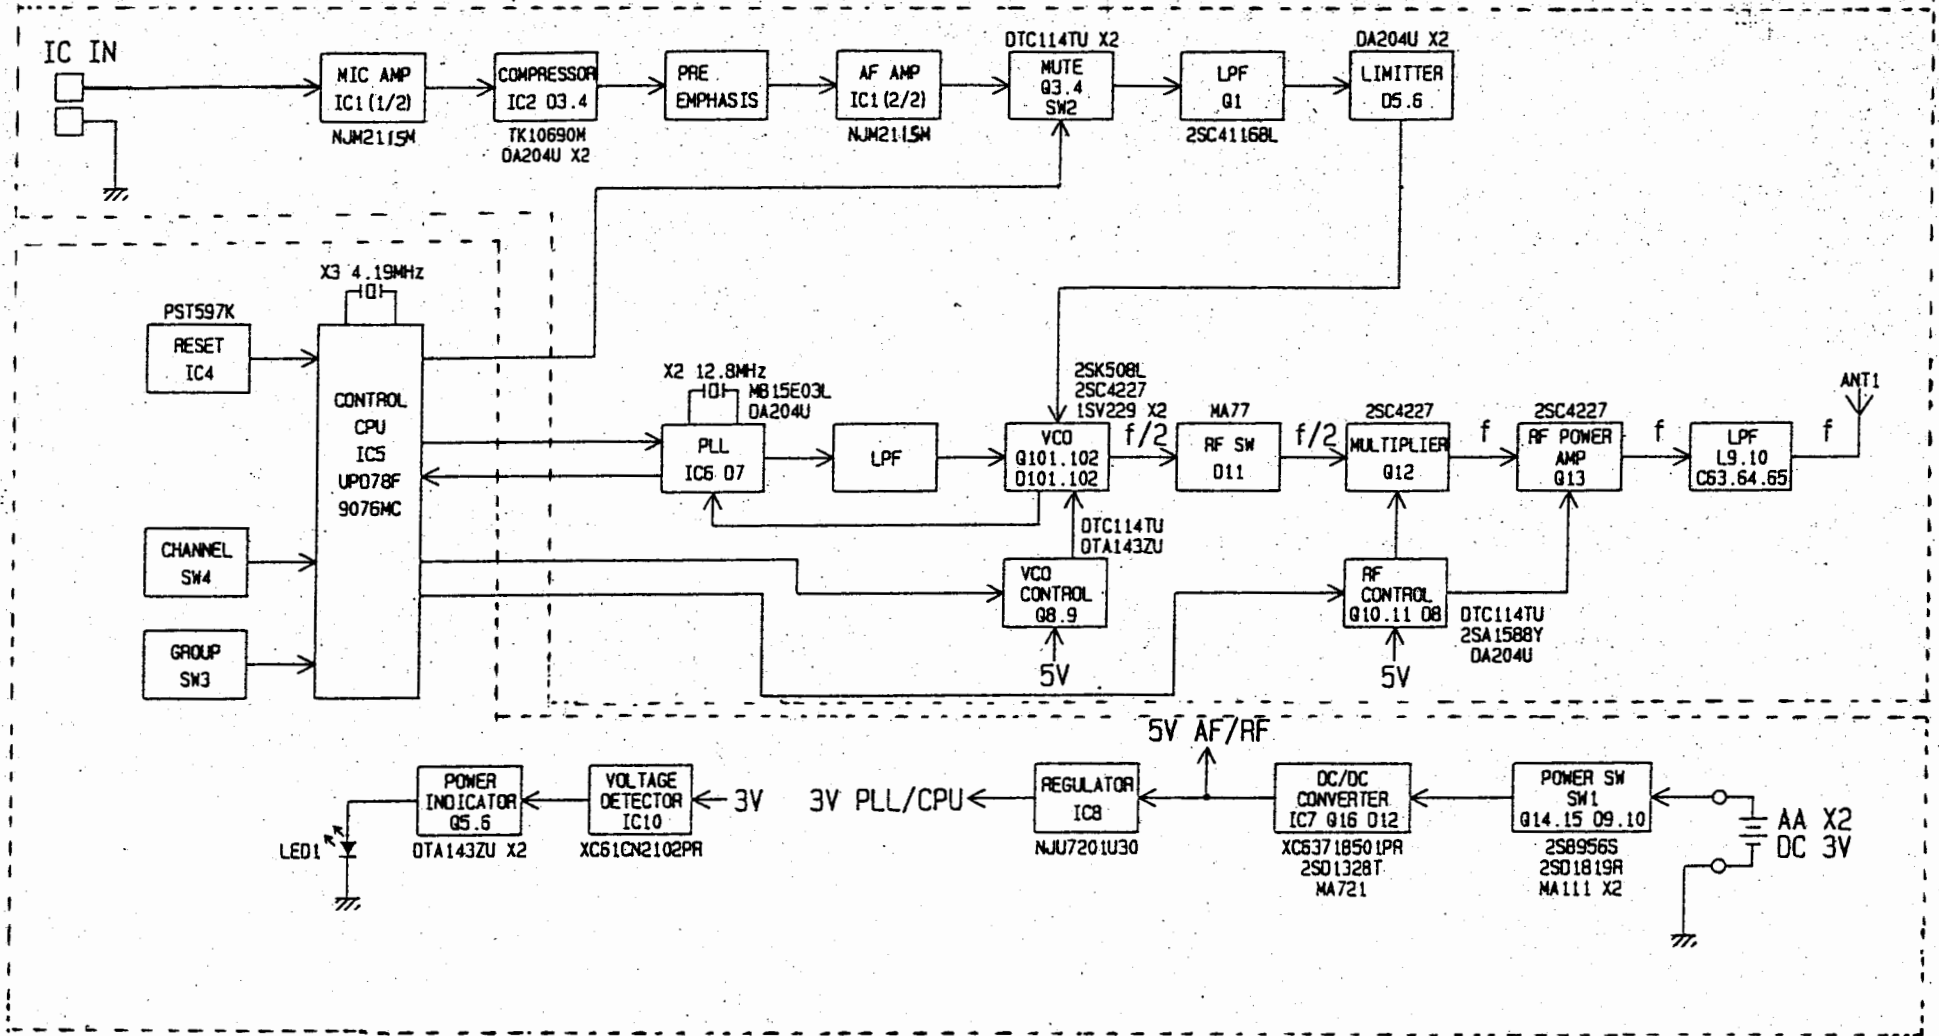 IC IN
MIC AMP
IC1(1/2)
NJM2115M
COMPRESSOR
IC2 D3.4
TK10690M
DA204U X2
PRE
EMPHASIS
AF AMP
IC1(2/2)
NJM2115M
DTC114TU X2
MUTE
Q3.4
SW2
LPF
Q1
2SC4116BL
DA204U X2
LIMITTER
D5.6
X3 4.19MHz
PST597K
RESET
IC4
CONTROL
CPU
IC5
UPD78F
9076MC
CHANNEL
SW4
GROUP
SW3
X2 12.8MHz
MB15E03L
DA204U
PLL
IC6 D7
LPF
2SK508L
2SC4227
1SV229 X2
VCO
Q101.102
D101.102
f/2
MA77
RF SW
D11
f/2
2SC4227
MULTIPLIER
Q12
f
2SC4227
RF POWER
AMP
Q13
f
LPF
L9.10
C63.64.65
f
ANT1
DTC114TU
DTA143ZU
VCO
CONTROL
Q8.9
5V
RF
CONTROL
Q10.11 D8
DTC114TU
2SA1588Y
DA204U
5V
5V AF/RF
LED1
POWER
INDICATOR
Q5.6
DTA143ZU X2
VOLTAGE
DETECTOR
IC10
XC61CN2102PR
3V
3V PLL/CPU
REGULATOR
IC8
NJU7201U30
DC/DC
CONVERTER
IC7 Q16 D12
XC6371B501PR
2SD1328T
MA721
POWER SW
SW1
Q14.15 D9.10
2SB956S
2SD1819R
MA111 X2
AA X2
DC 3V